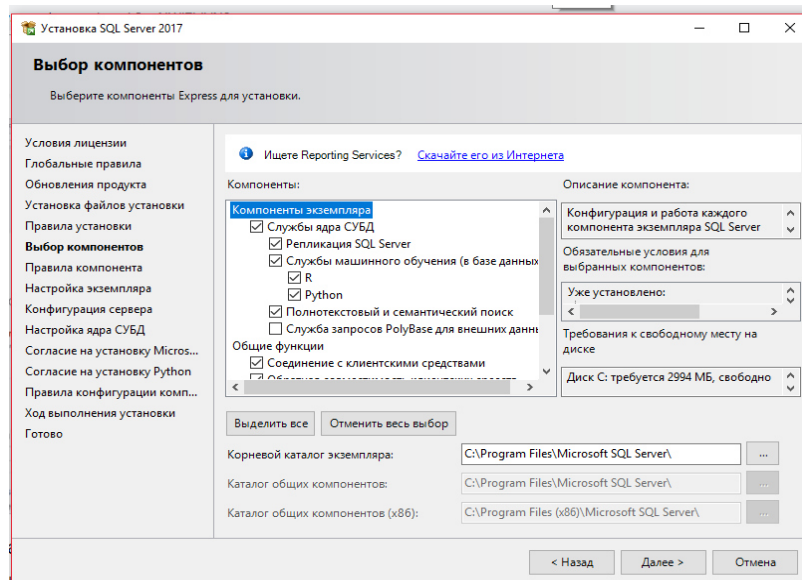 Установка SQL Server 2017
Выбор компонентов
Выберите компоненты Express для установки.
Условия лицензии
Глобальные правила
Обновления продукта
Установка файлов установки
Правила установки
Выбор компонентов
Правила компонента
Настройка экземпляра
Конфигурация сервера
Настройка ядра СУБД
Согласие на установку Micros...
Согласие на установку Python
Правила конфигурации комп...
Ход выполнения установки
Готово
Ищете Reporting Services? Скачайте его из Интернета
Компоненты:
Компоненты экземпляра
Службы ядра СУБД
Репликация SQL Server
Службы машинного обучения (в базе данных
R
Python
Полнотекстовый и семантический поиск
Служба запросов PolyBase для внешних данн
Общие функции
Соединение с клиентскими средствами
Описание компонента:
Конфигурация и работа каждого
компонента экземпляра SQL Server
Обязательные условия для
выбранных компонентов:
Уже установлено:
Требования к свободному месту на
диске
Диск C: требуется 2994 МБ, свободно
Выделить все
Отменить весь выбор
Корневой каталог экземпляра:
C:\Program Files\Microsoft SQL Server\
...
Каталог общих компонентов:
C:\Program Files\Microsoft SQL Server\
...
Каталог общих компонентов (x86):
C:\Program Files (x86)\Microsoft SQL Server\
...
< Назад
Далее >
Отмена